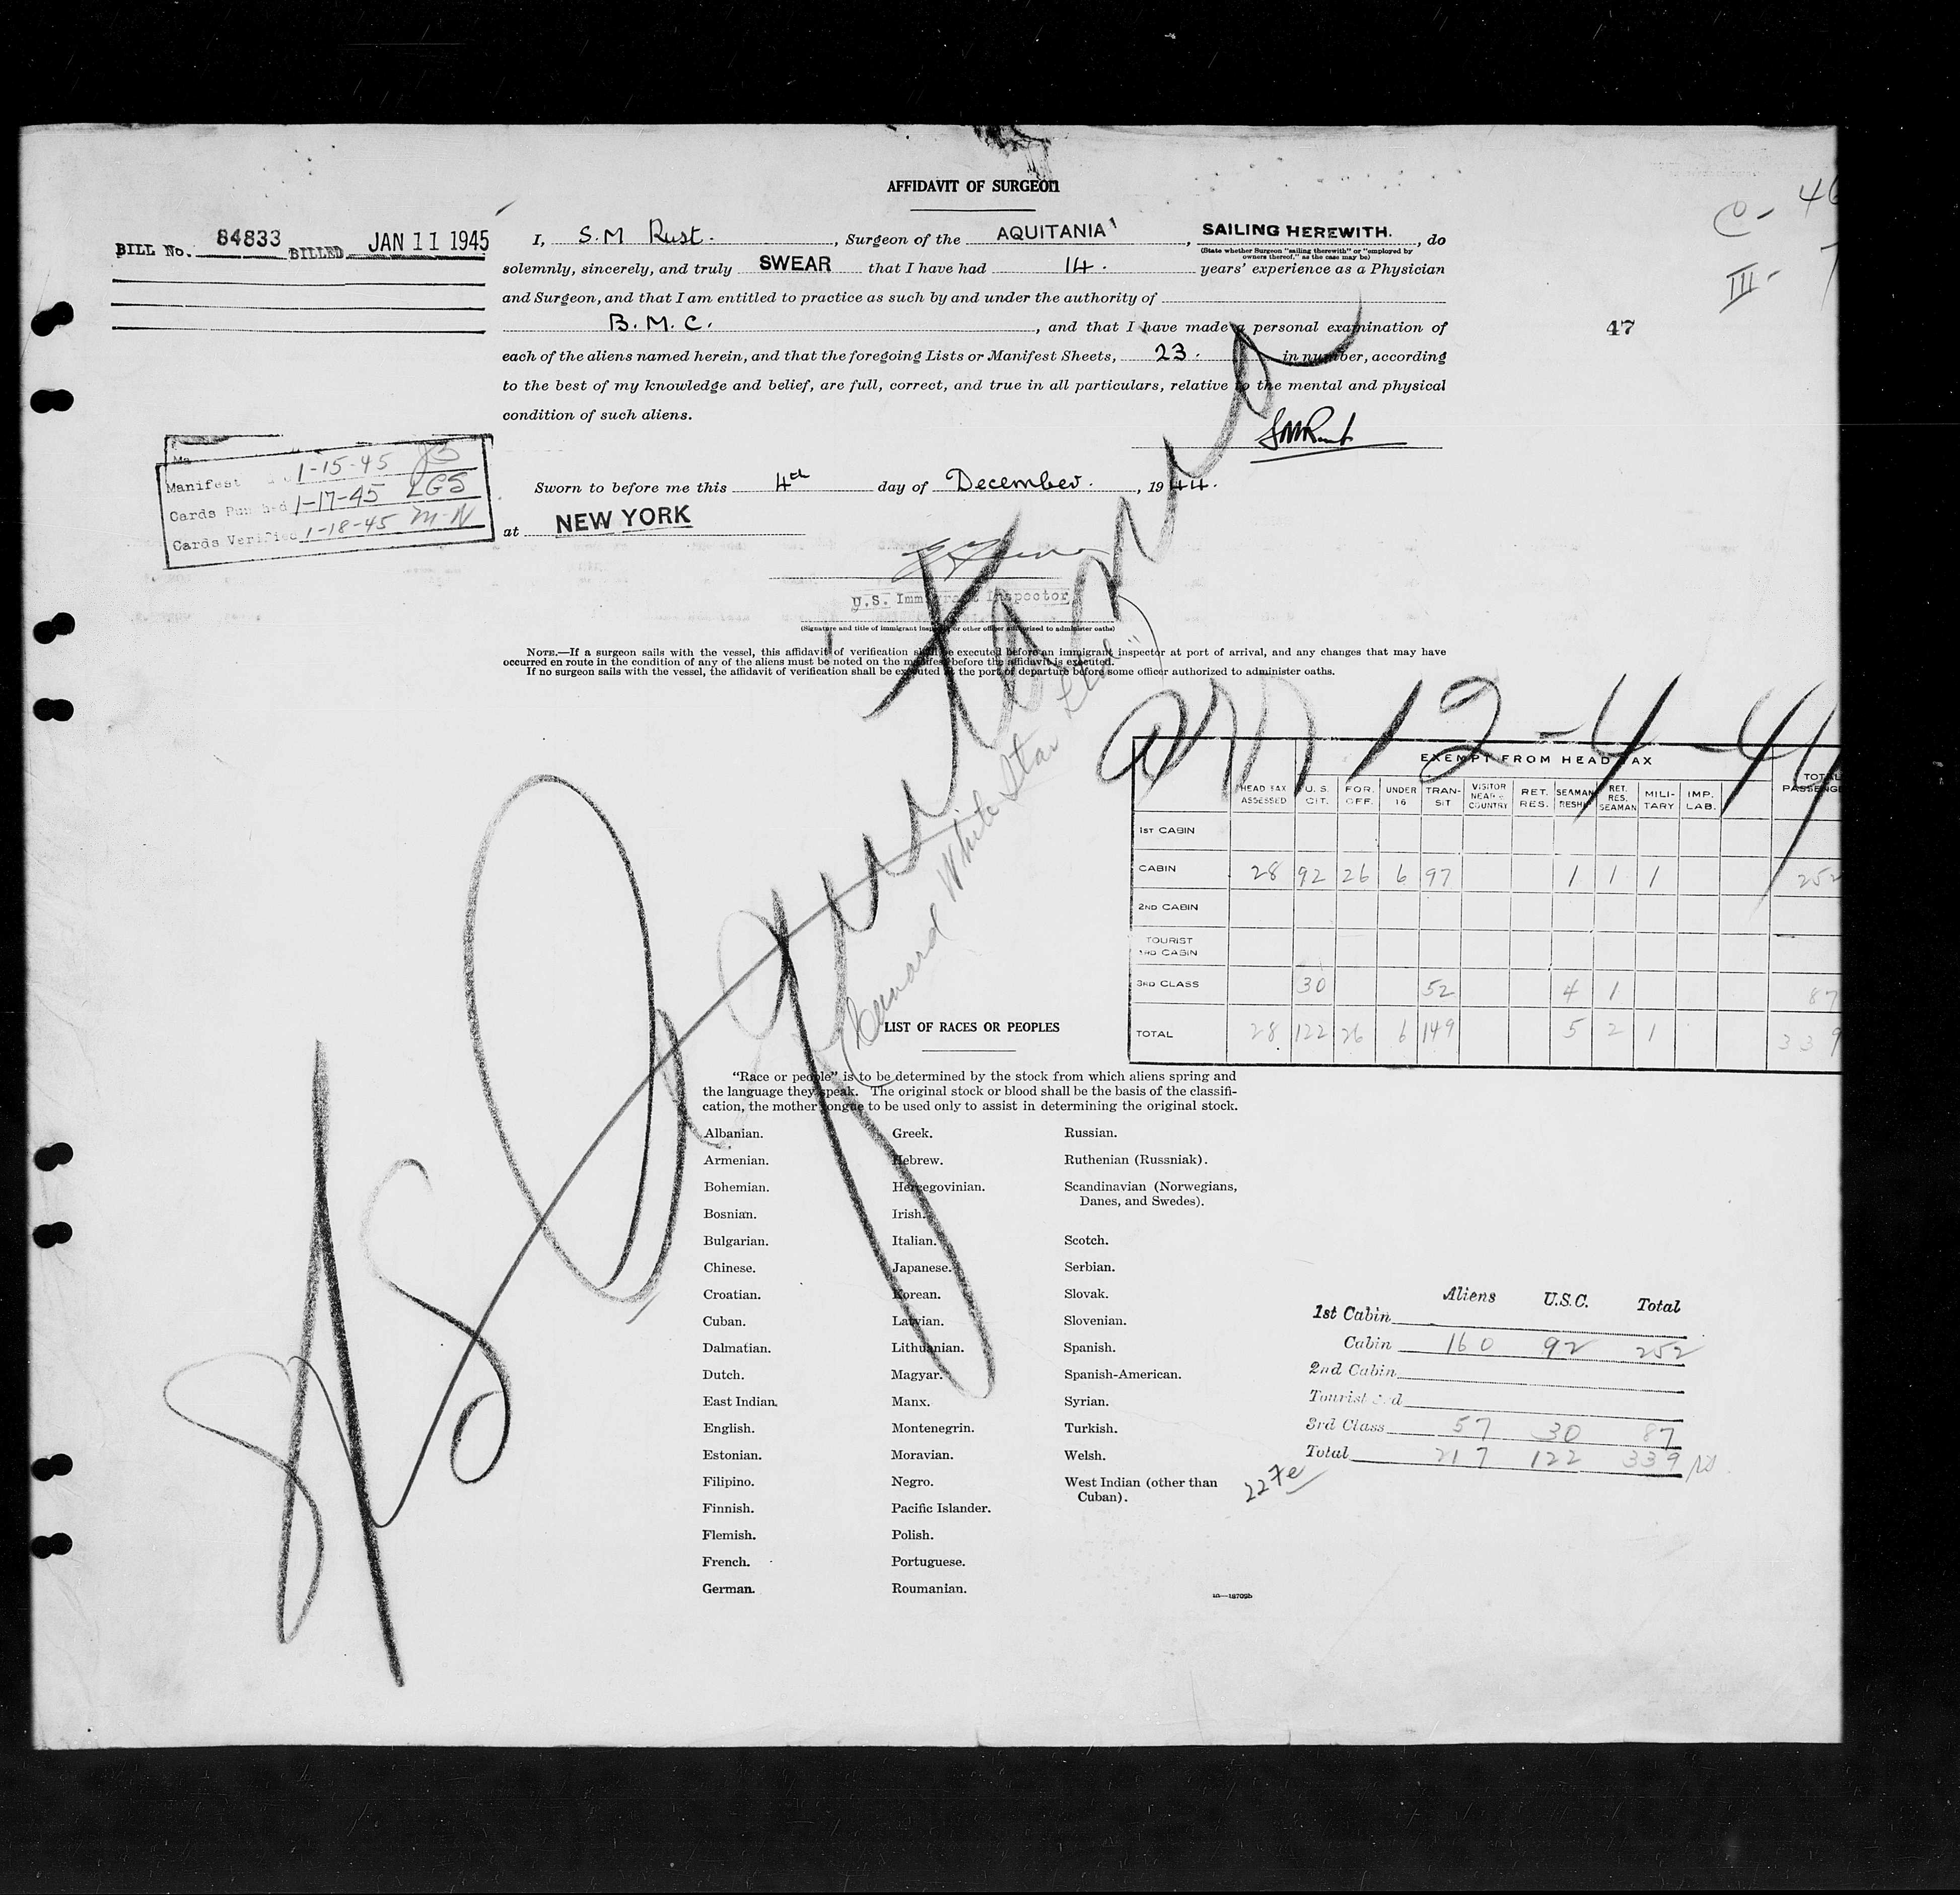 AFFIDAVIT OF SURGEON
C- 46
III- 7
47
BILL No. 84833 BILLED JAN 11 1945
I, S.M Rust. , Surgeon of the AQUITANIA , SAILING HEREWITH. , do
(State whether Surgeon "sailing therewith" or "employed by
owners thereof," as the case may be)
solemnly, sincerely, and truly SWEAR that I have had 14. years' experience as a Physician
and Surgeon, and that I am entitled to practice as such by and under the authority of
B.M.C. , and that I have made a personal examination of
each of the aliens named herein, and that the foregoing Lists or Manifest Sheets, 23. in number, according
to the best of my knowledge and belief, are full, correct, and true in all particulars, relative to the mental and physical
condition of such aliens.
SMRust
Manifest 1-15-45 JB
Cards Punched 1-17-45 LGS
Cards Verified 1-18-45 M-N
Sworn to before me this 4th day of December. , 1944.
at NEW YORK
U.S. Immigrant Inspector
(Signature and title of immigrant inspector or other officer authorized to administer oaths)
NOTE.—If a surgeon sails with the vessel, this affidavit of verification shall be executed before an immigrant inspector at port of arrival, and any changes that may have
occurred en route in the condition of any of the aliens must be noted on the manifest before the affidavit is executed.
If no surgeon sails with the vessel, the affidavit of verification shall be executed at the port of departure before some officer authorized to administer oaths.
SS Aquitania
(Cunard White Star Ltd)
arr 12-4-44
EXEMPT FROM HEAD TAX
HEAD TAX ASSESSED U.S. CIT. FOR. OFF. UNDER 16 TRAN-SIT VISITOR NEAR COUNTRY RET. RES. SEAMAN RESHP RET. RES. SEAMAN MILI-TARY IMP. LAB. TOTAL PASSENGE
1ST CABIN
CABIN 28 92 26 6 97 1 1 1 252
2ND CABIN
TOURIST
3RD CABIN
3RD CLASS 30 52 4 1 87
TOTAL 28 122 26 6 149 5 2 1 339
LIST OF RACES OR PEOPLES
"Race or people" is to be determined by the stock from which aliens spring and
the language they speak. The original stock or blood shall be the basis of the classifi-
cation, the mother tongue to be used only to assist in determining the original stock.
Albanian.
Armenian.
Bohemian.
Bosnian.
Bulgarian.
Chinese.
Croatian.
Cuban.
Dalmatian.
Dutch.
East Indian.
English.
Estonian.
Filipino.
Finnish.
Flemish.
French.
German.
Greek.
Hebrew.
Hercegovinian.
Irish.
Italian.
Japanese.
Korean.
Latvian.
Lithuanian.
Magyar.
Manx.
Montenegrin.
Moravian.
Negro.
Pacific Islander.
Polish.
Portuguese.
Roumanian.
Russian.
Ruthenian (Russniak).
Scandinavian (Norwegians,
Danes, and Swedes).
Scotch.
Serbian.
Slovak.
Slovenian.
Spanish.
Spanish-American.
Syrian.
Turkish.
Welsh.
West Indian (other than
Cuban).
Aliens U.S.C. Total
1st Cabin
Cabin 160 92 252
2nd Cabin
Tourist 3rd
3rd Class 57 30 87
Total 217 122 339
16—18709b